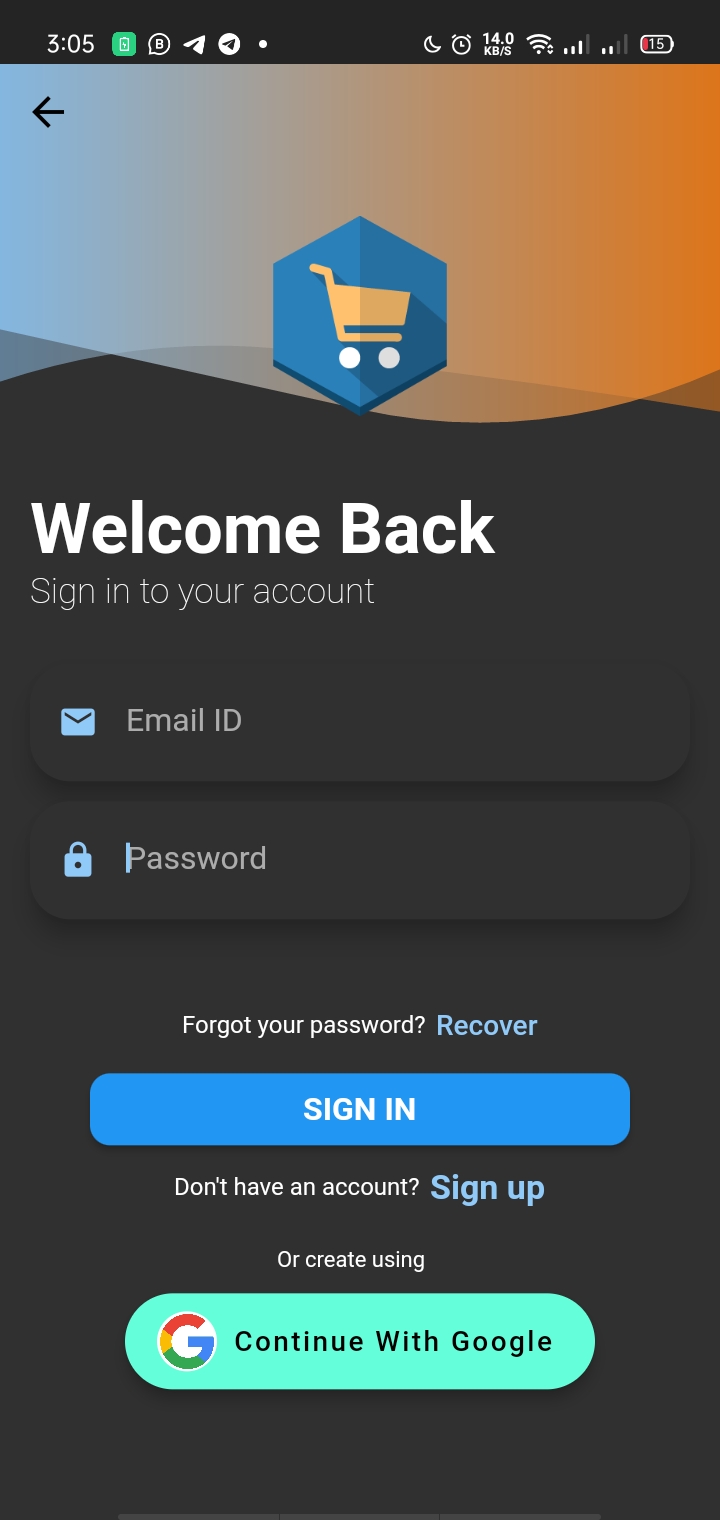 3:05 B 14.0 KB/S 15
Welcome Back
Sign in to your account
Email ID
Password
Forgot your password? Recover
SIGN IN
Don't have an account? Sign up
Or create using
G Continue With Google